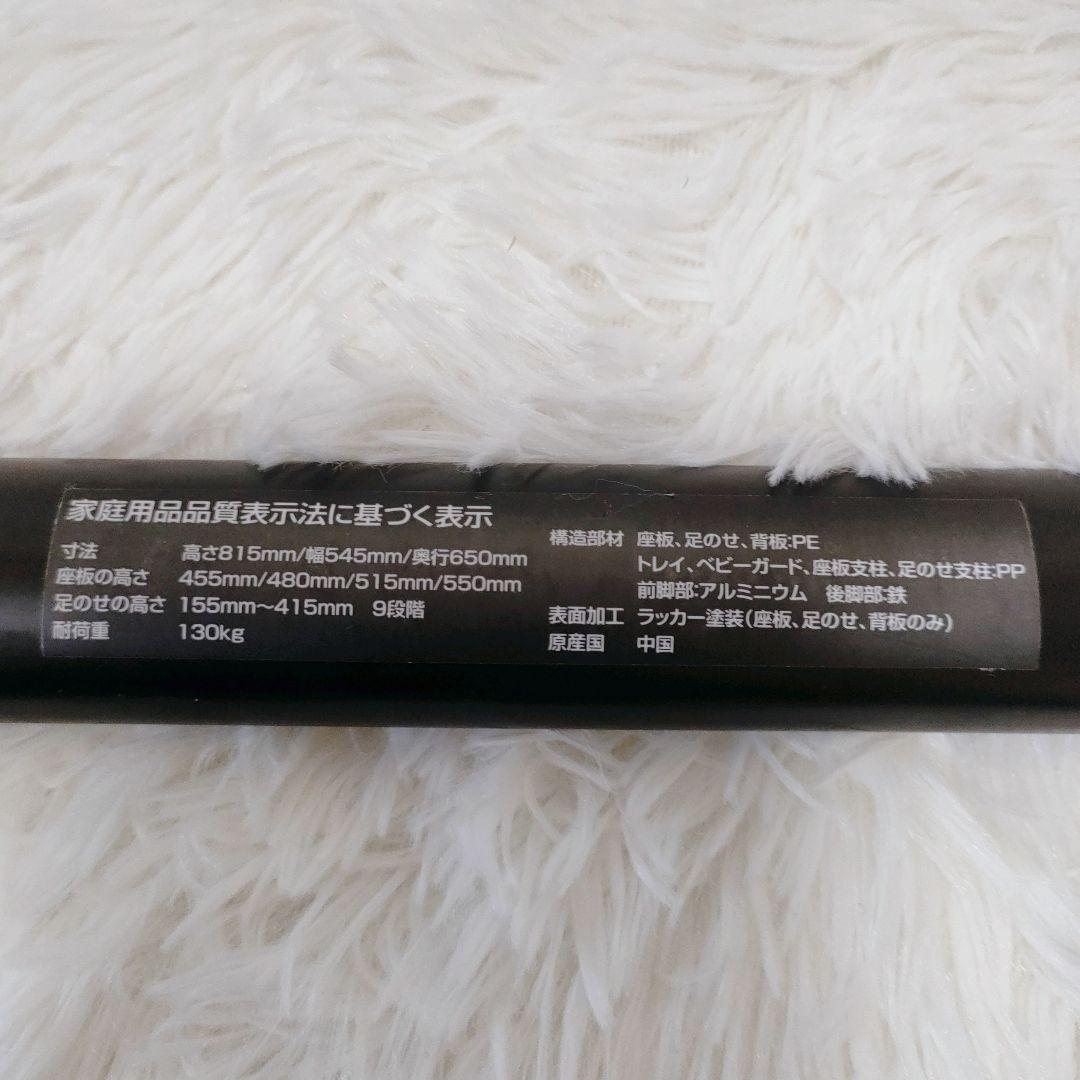 家庭用品品質表示法に基づく表示
寸法 高さ815mm/幅545mm/奥行650mm
座板の高さ 455mm/480mm/515mm/550mm
足のせの高さ 155mm～415mm 9段階
耐荷重 130kg
構造部材 座板、足のせ、背板:PE
トレイ、ベビーガード、座板支柱、足のせ支柱:PP
前脚部:アルミニウム 後脚部:鉄
表面加工 ラッカー塗装(座板、足のせ、背板のみ)
原産国 中国